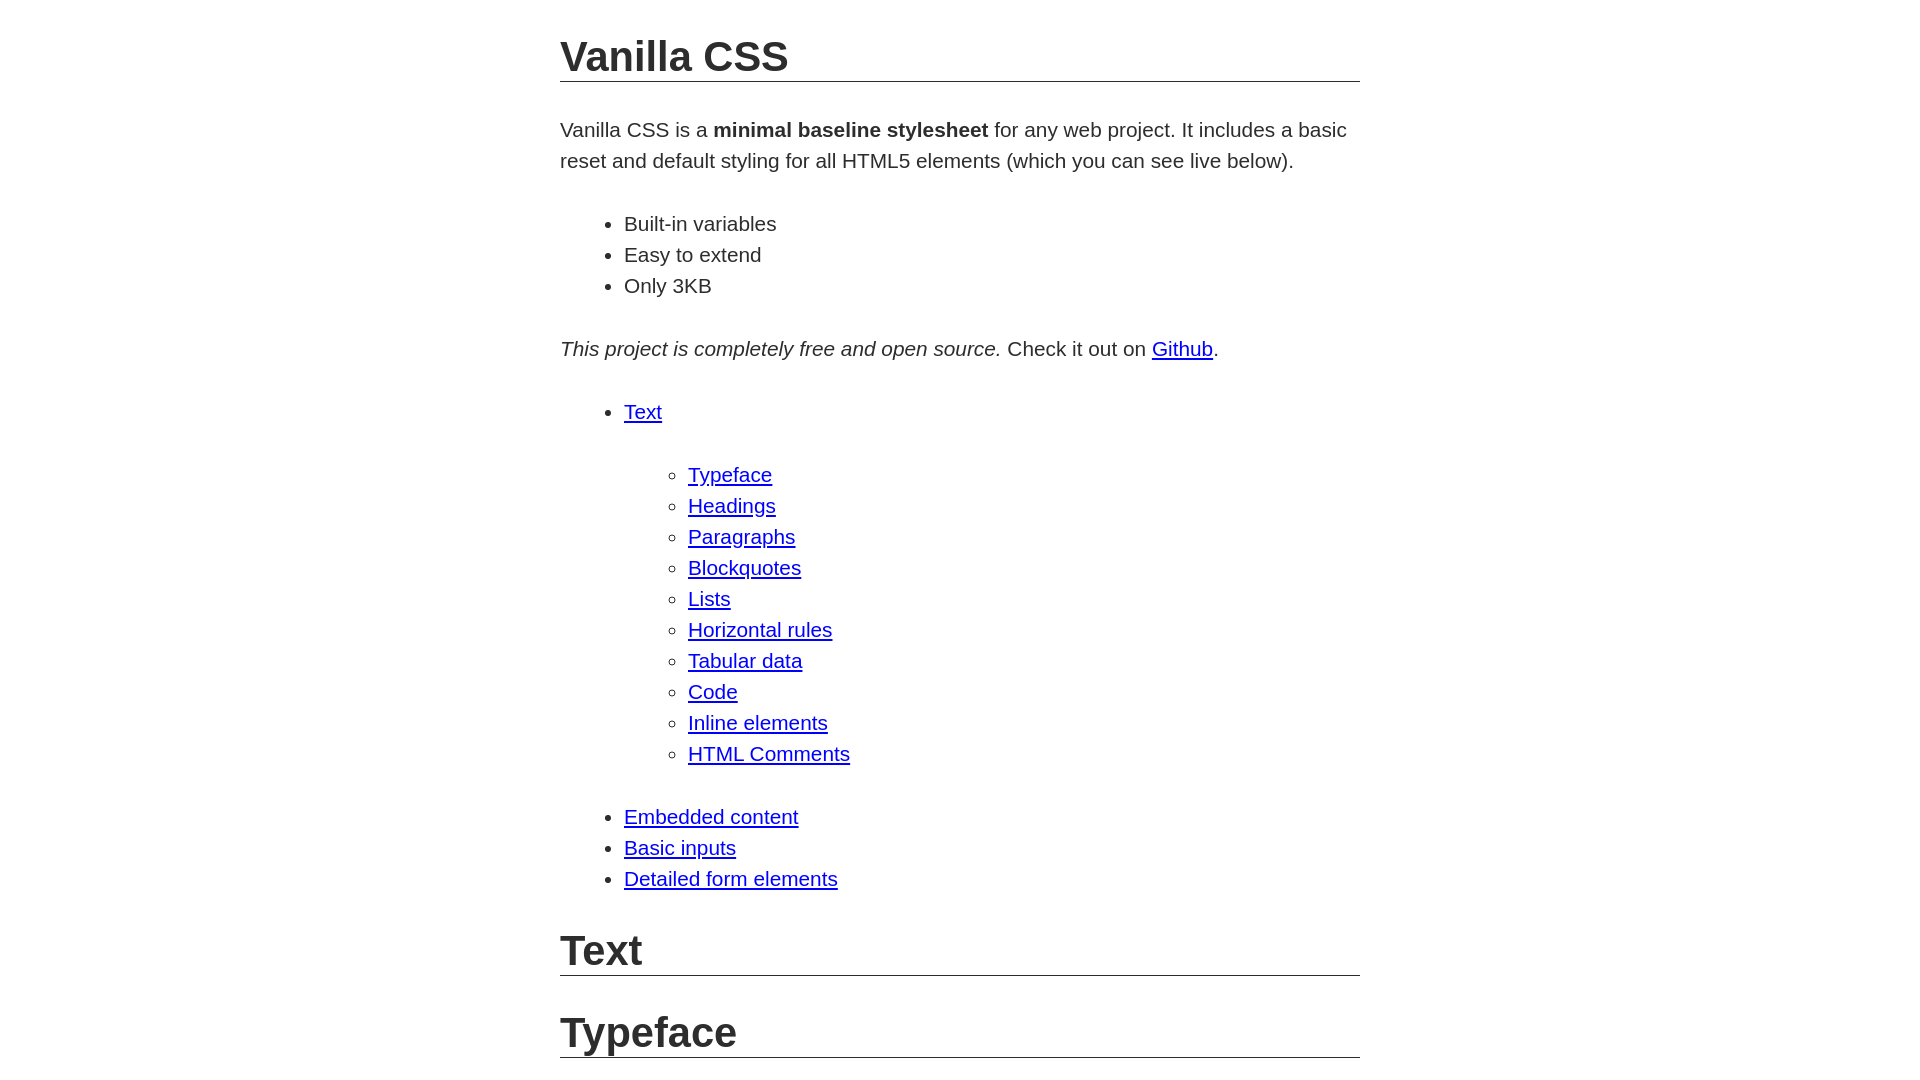 Vanilla CSS
Vanilla CSS is a minimal baseline stylesheet for any web project. It includes a basic
reset and default styling for all HTML5 elements (which you can see live below).
Built-in variables
Easy to extend
Only 3KB
This project is completely free and open source. Check it out on Github.
Text
Typeface
Headings
Paragraphs
Blockquotes
Lists
Horizontal rules
Tabular data
Code
Inline elements
HTML Comments
Embedded content
Basic inputs
Detailed form elements
Text
Typeface